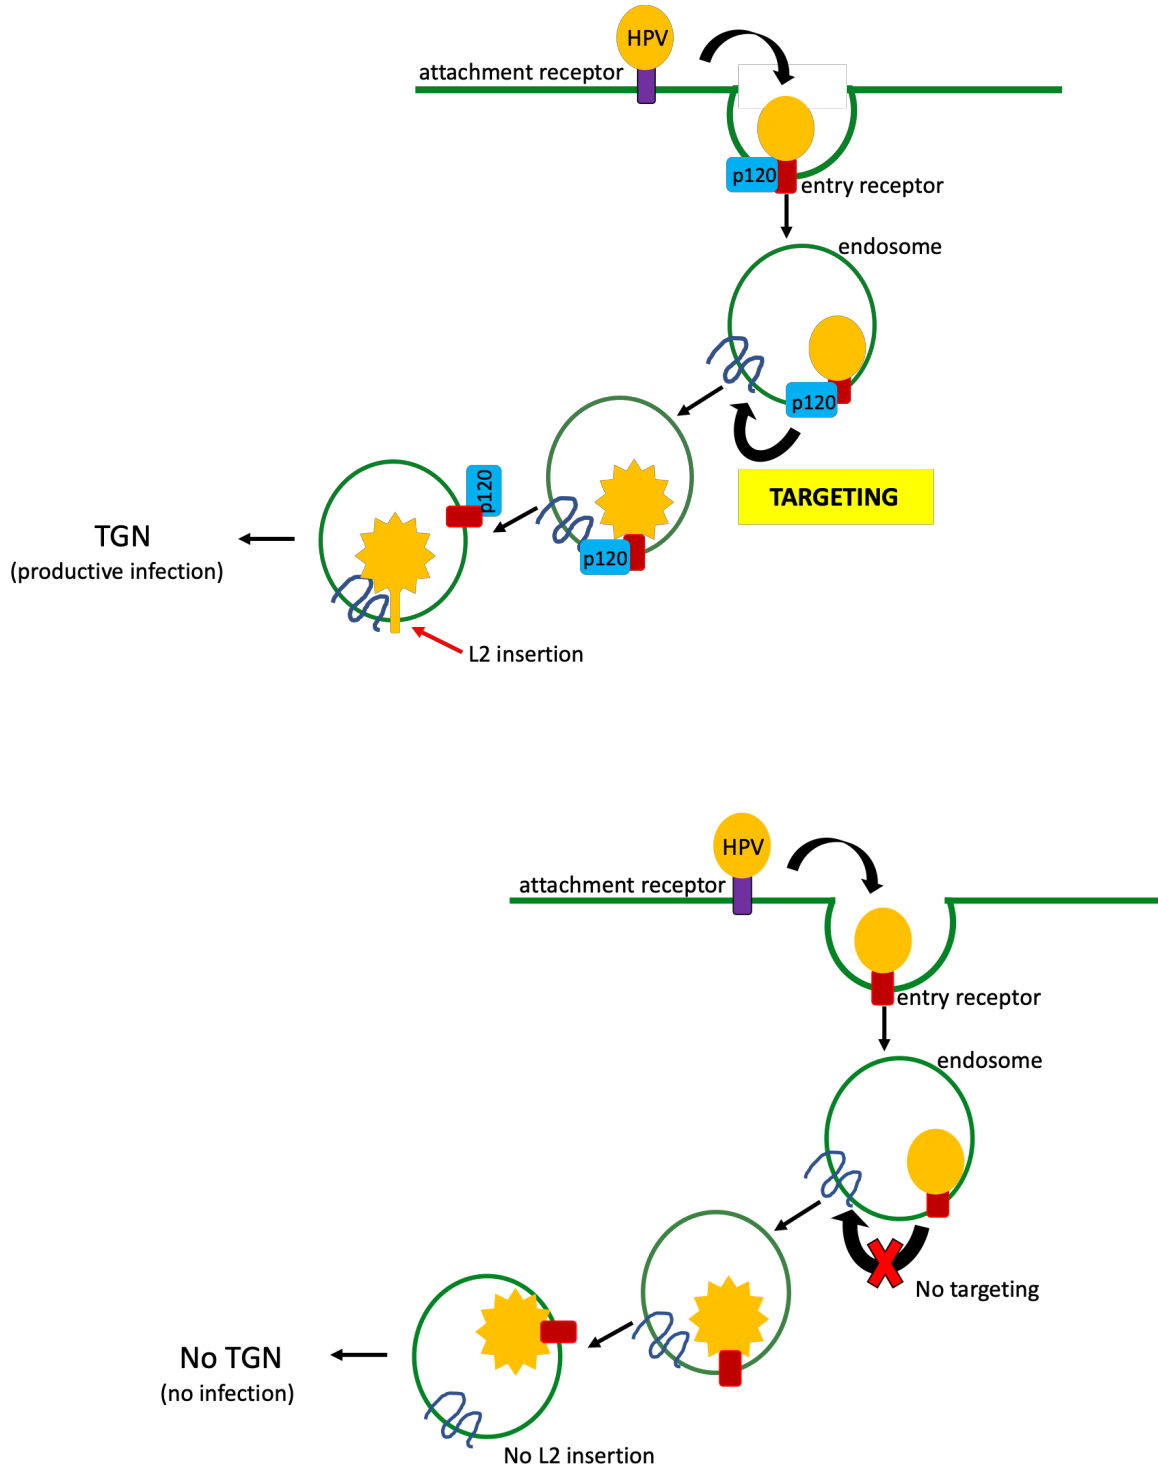 HPV
attachment receptor
p120
entry receptor
endosome
p120
TARGETING
p120
p120
TGN
(productive infection)
L2 insertion
HPV
attachment receptor
entry receptor
endosome
No targeting
No TGN
(no infection)
No L2 insertion